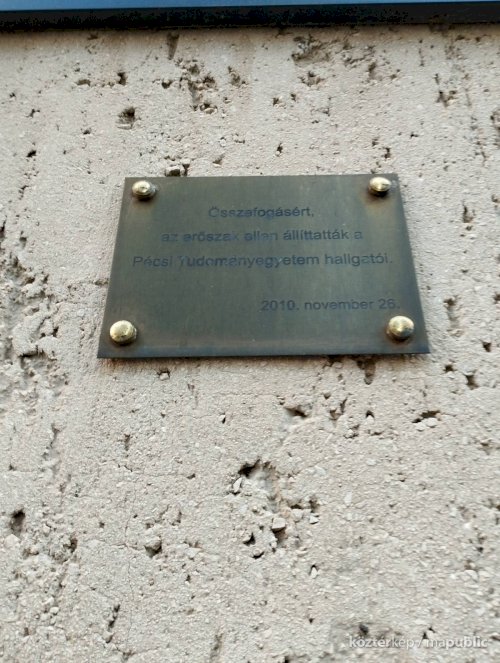 Összefogásért,
az erőszak ellen állíttatták a
Pécsi Tudományegyetem hallgatói.
2010. november 26.
köztérkép / mapublic